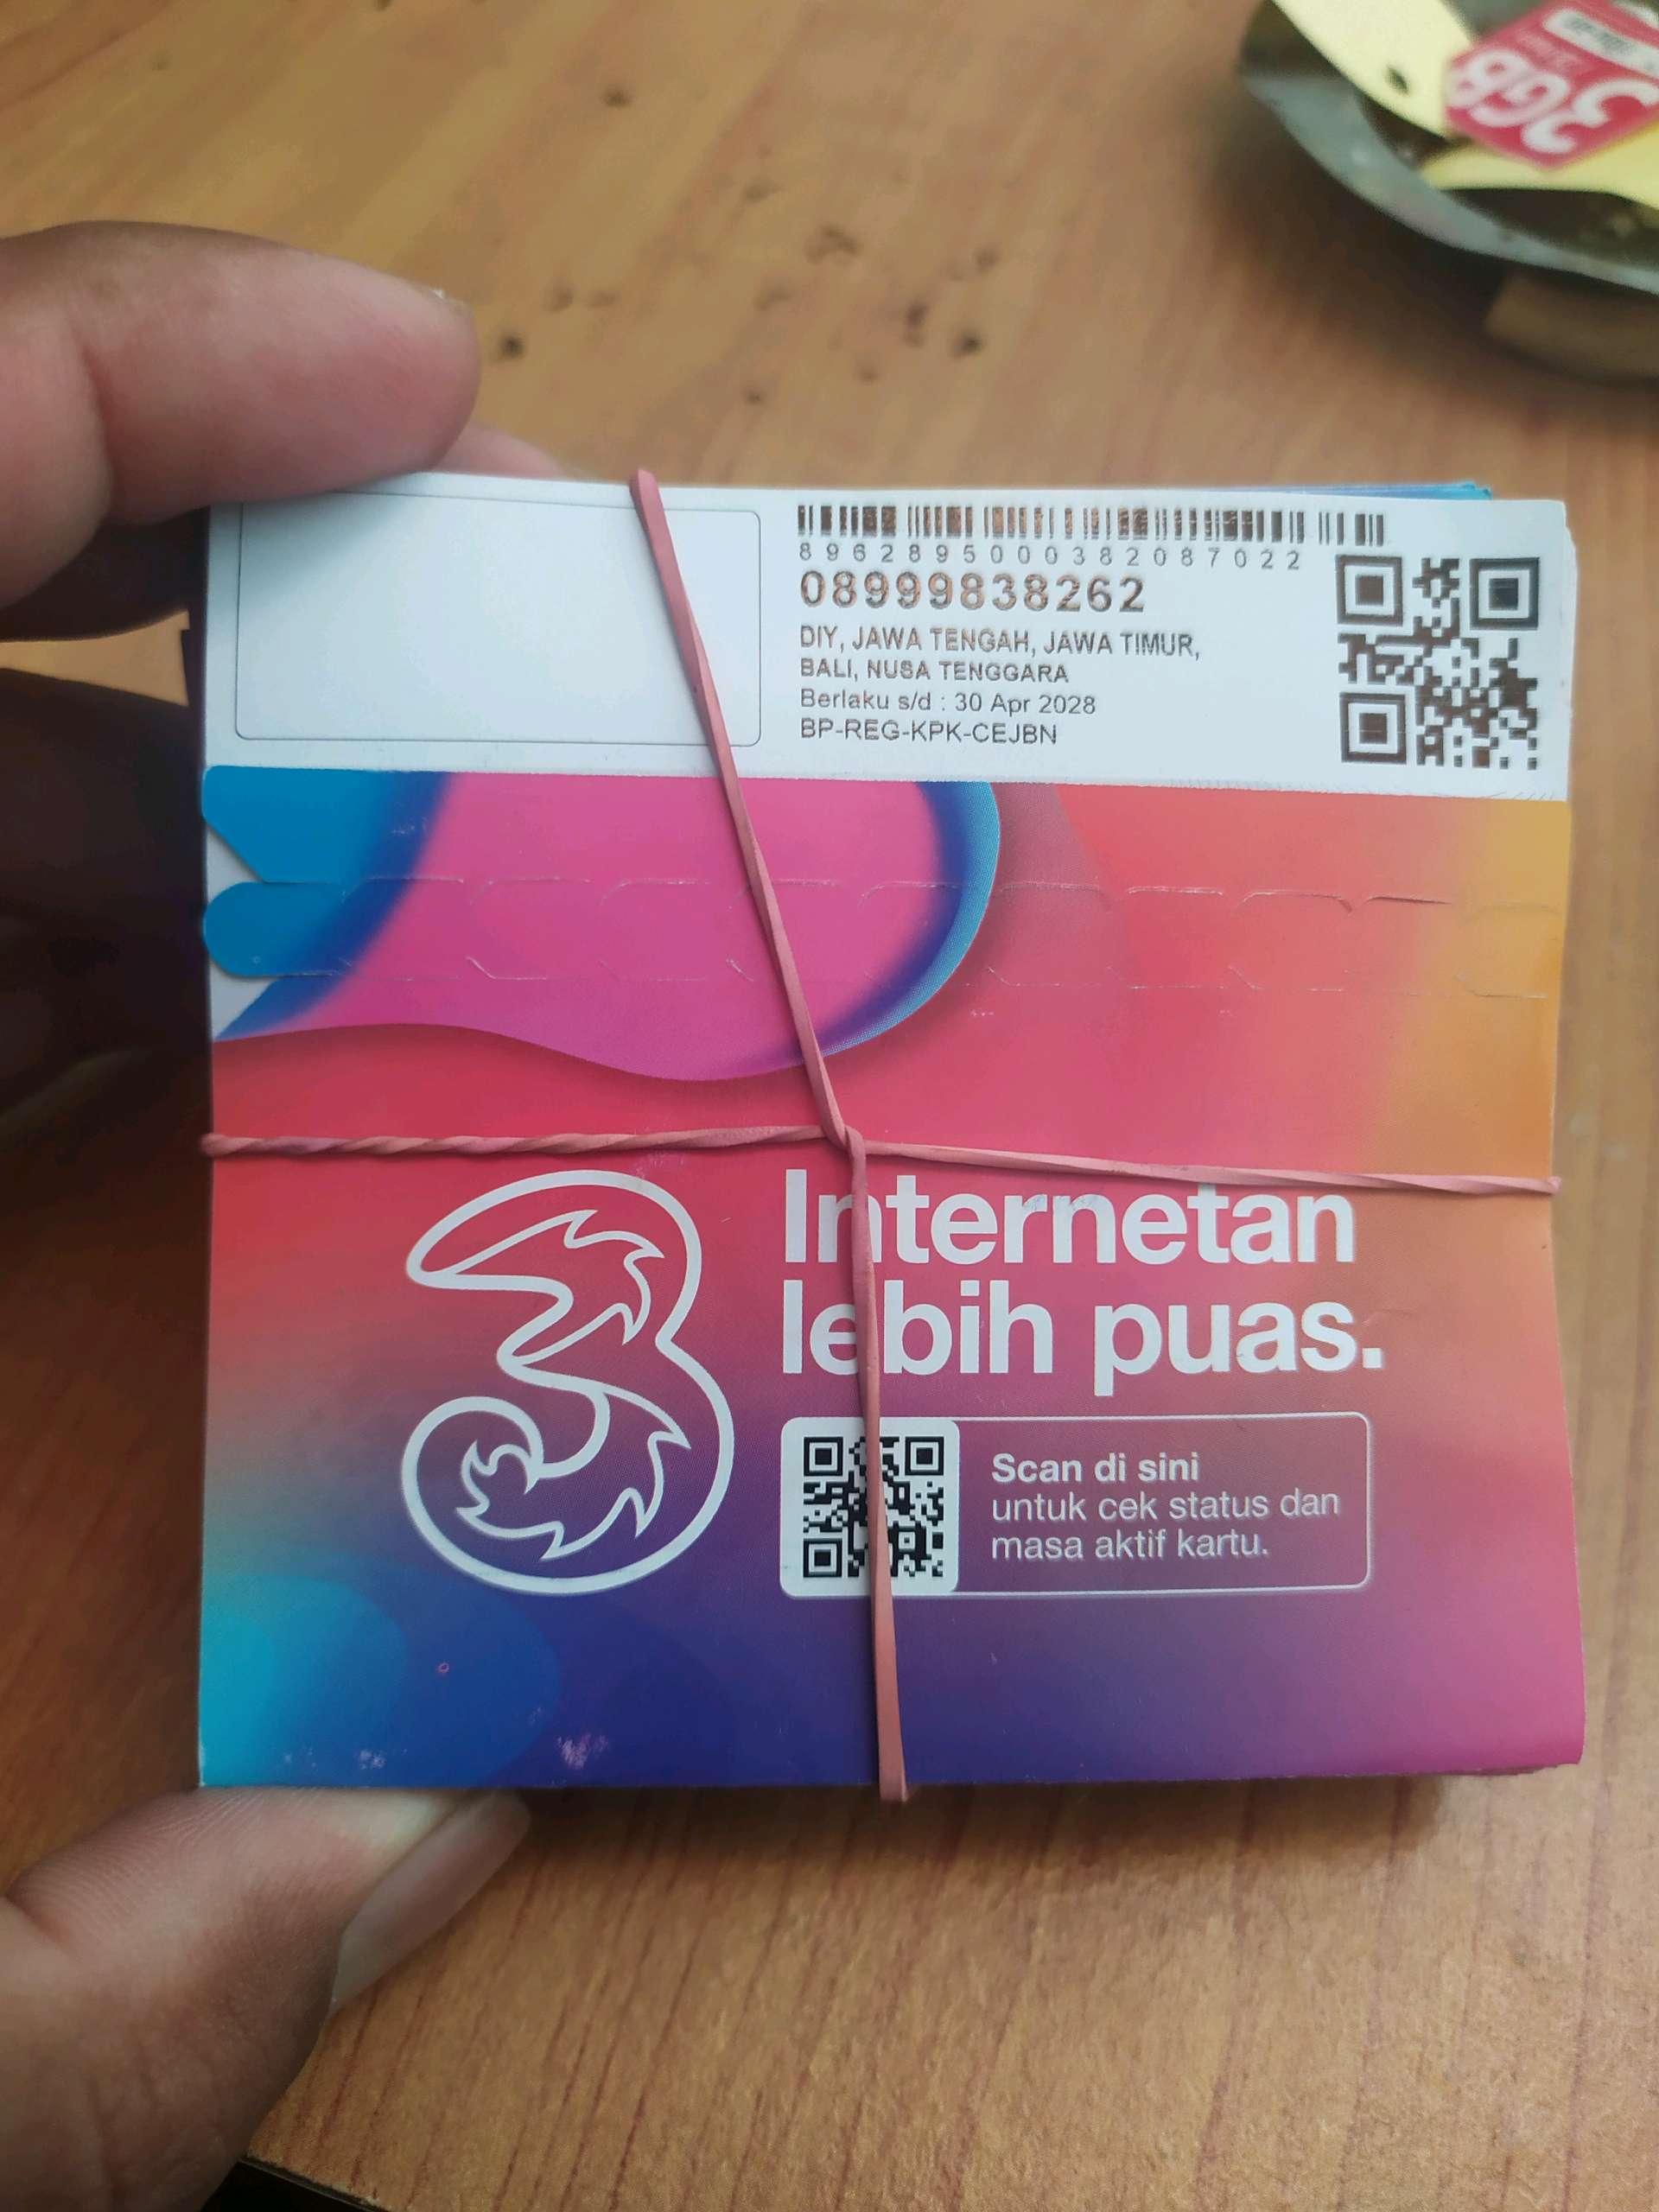 3GB
8962895000382087022
08999838262
DIY, JAWA TENGAH, JAWA TIMUR,
BALI, NUSA TENGGARA
Berlaku s/d : 30 Apr 2028
BP-REG-KPK-CEJBN
3
Internetan
lebih puas.
Scan di sini
untuk cek status dan
masa aktif kartu.